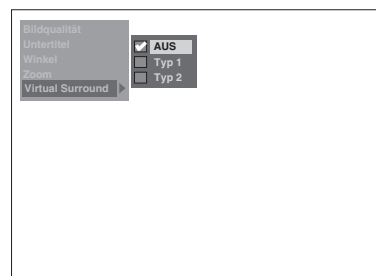 Bildqualität
Untertitel
Winkel
Zoom
Virtual Surround
AUS
Typ 1
Typ 2